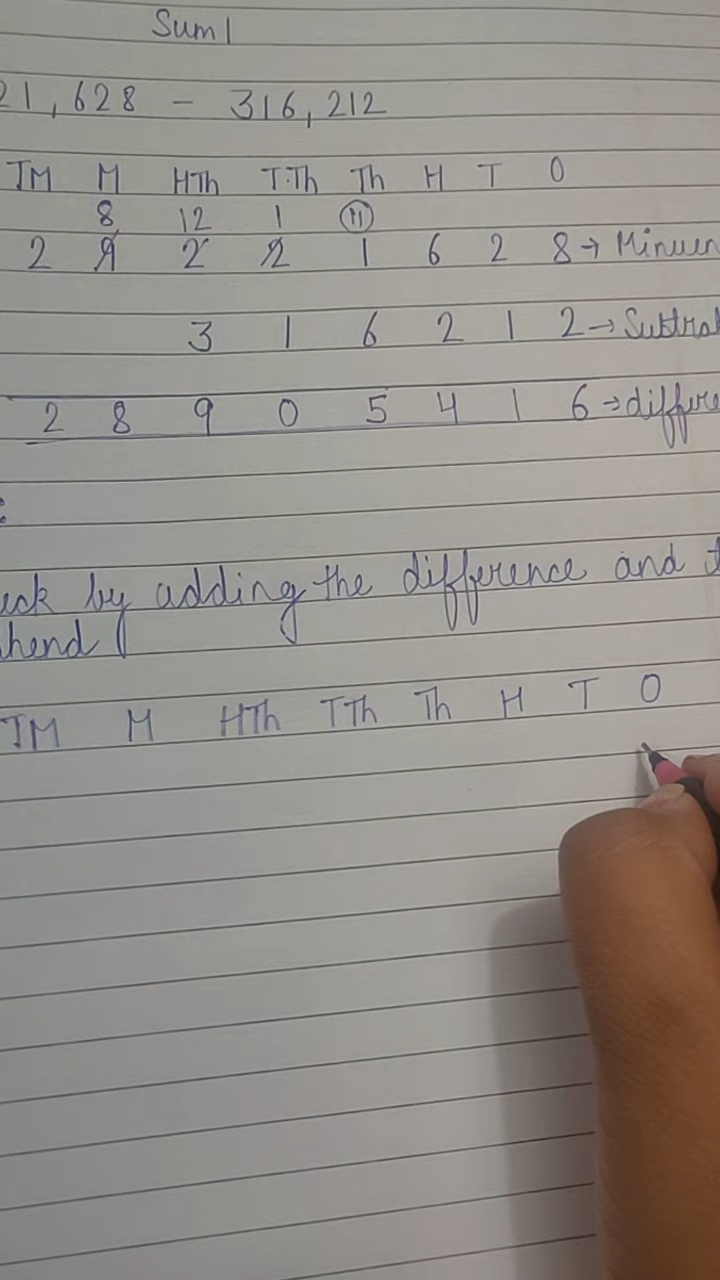 Sum 1
21,628 - 316,212
TM M HTh T.Th Th H T O
8 12 1 11
2 9 2 2 1 6 2 8 → Minuen
3 1 6 2 1 2 → Subtrah
2 8 9 0 5 4 1 6 → differe
:
eck by adding the difference and t
hend
TM M HTh TTh Th H T O